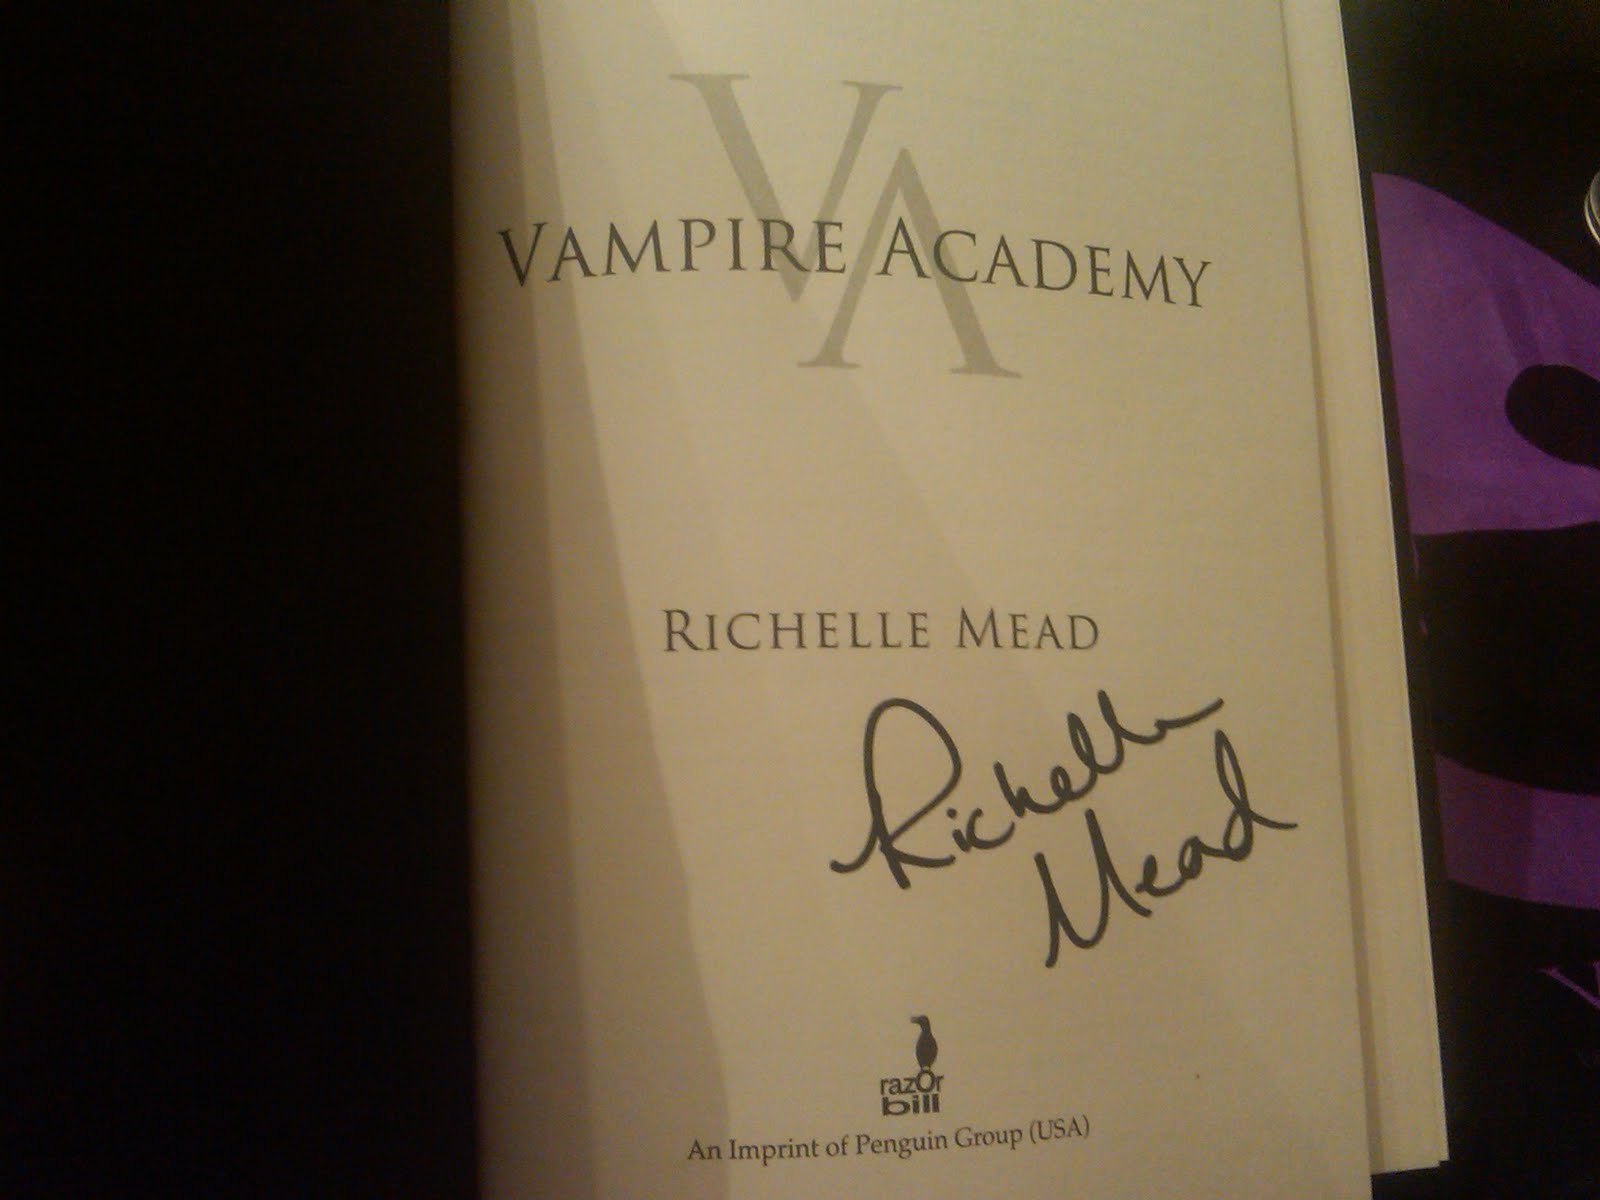 VA
VAMPIRE ACADEMY
RICHELLE MEAD
Richelle
Mead
razOr
bill
An Imprint of Penguin Group (USA)